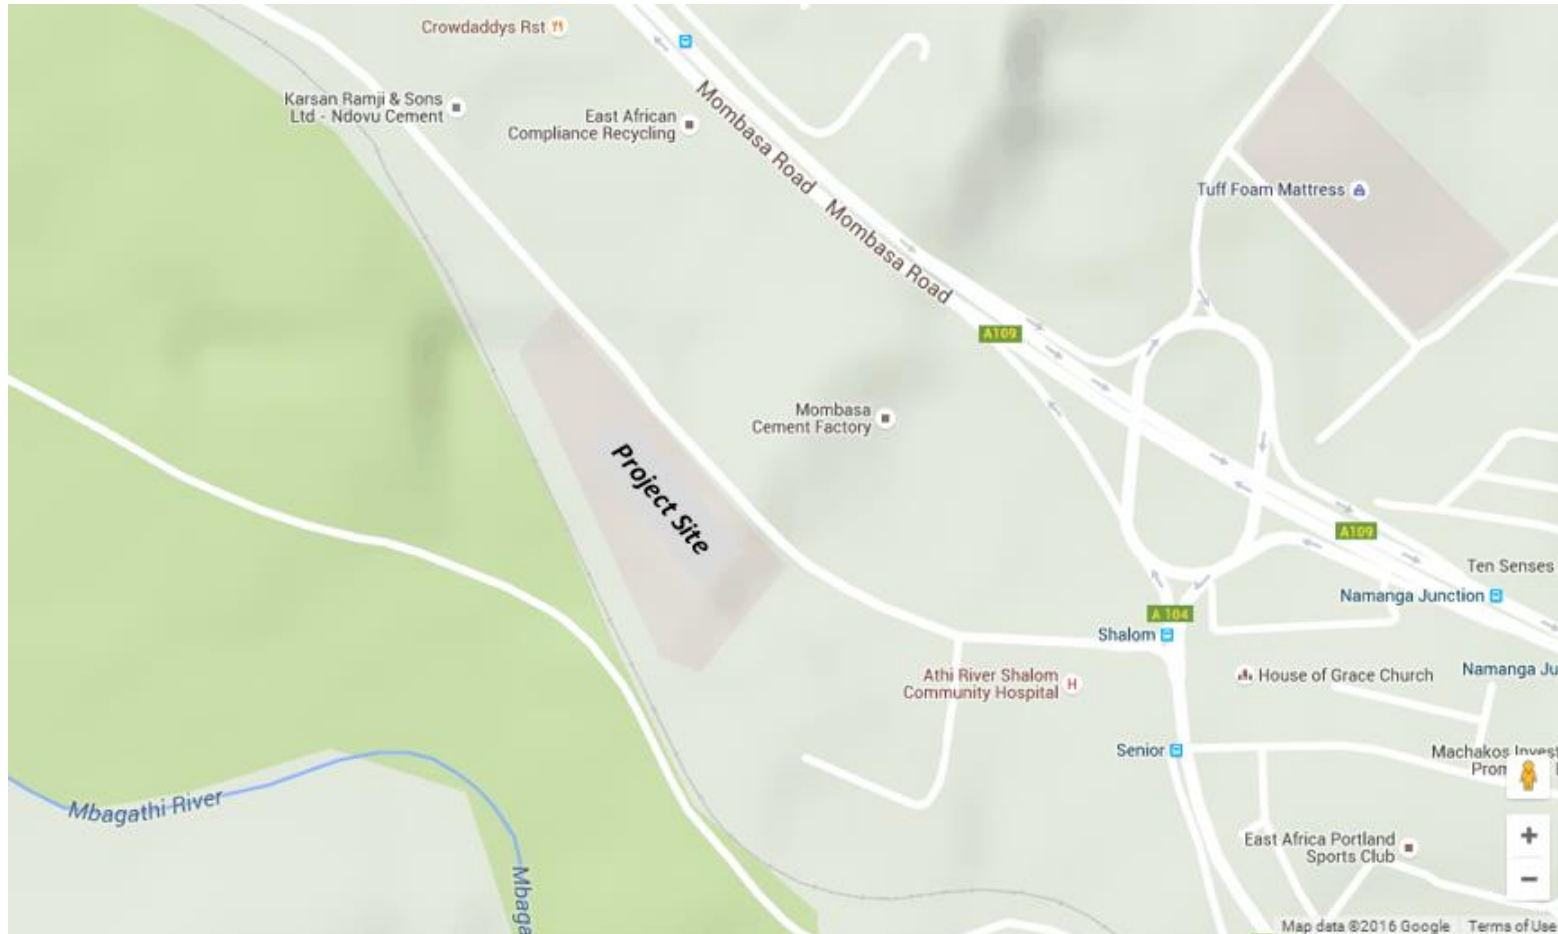 Crowdaddys Rst
Karsan Ramji & Sons
Ltd - Ndovu Cement
East African
Compliance Recycling
Mombasa Road
Mombasa Road
Tuff Foam Mattress
A109
Mombasa
Cement Factory
Project Site
A109
Ten Senses
Namanga Junction
A 104
Shalom
Athi River Shalom
Community Hospital
H
House of Grace Church
Namanga Ju
Senior
Machakos Invest
Prom
Mbagathi River
East Africa Portland
Sports Club
Mbaga
+
−
Map data ©2016 Google
Terms of Use